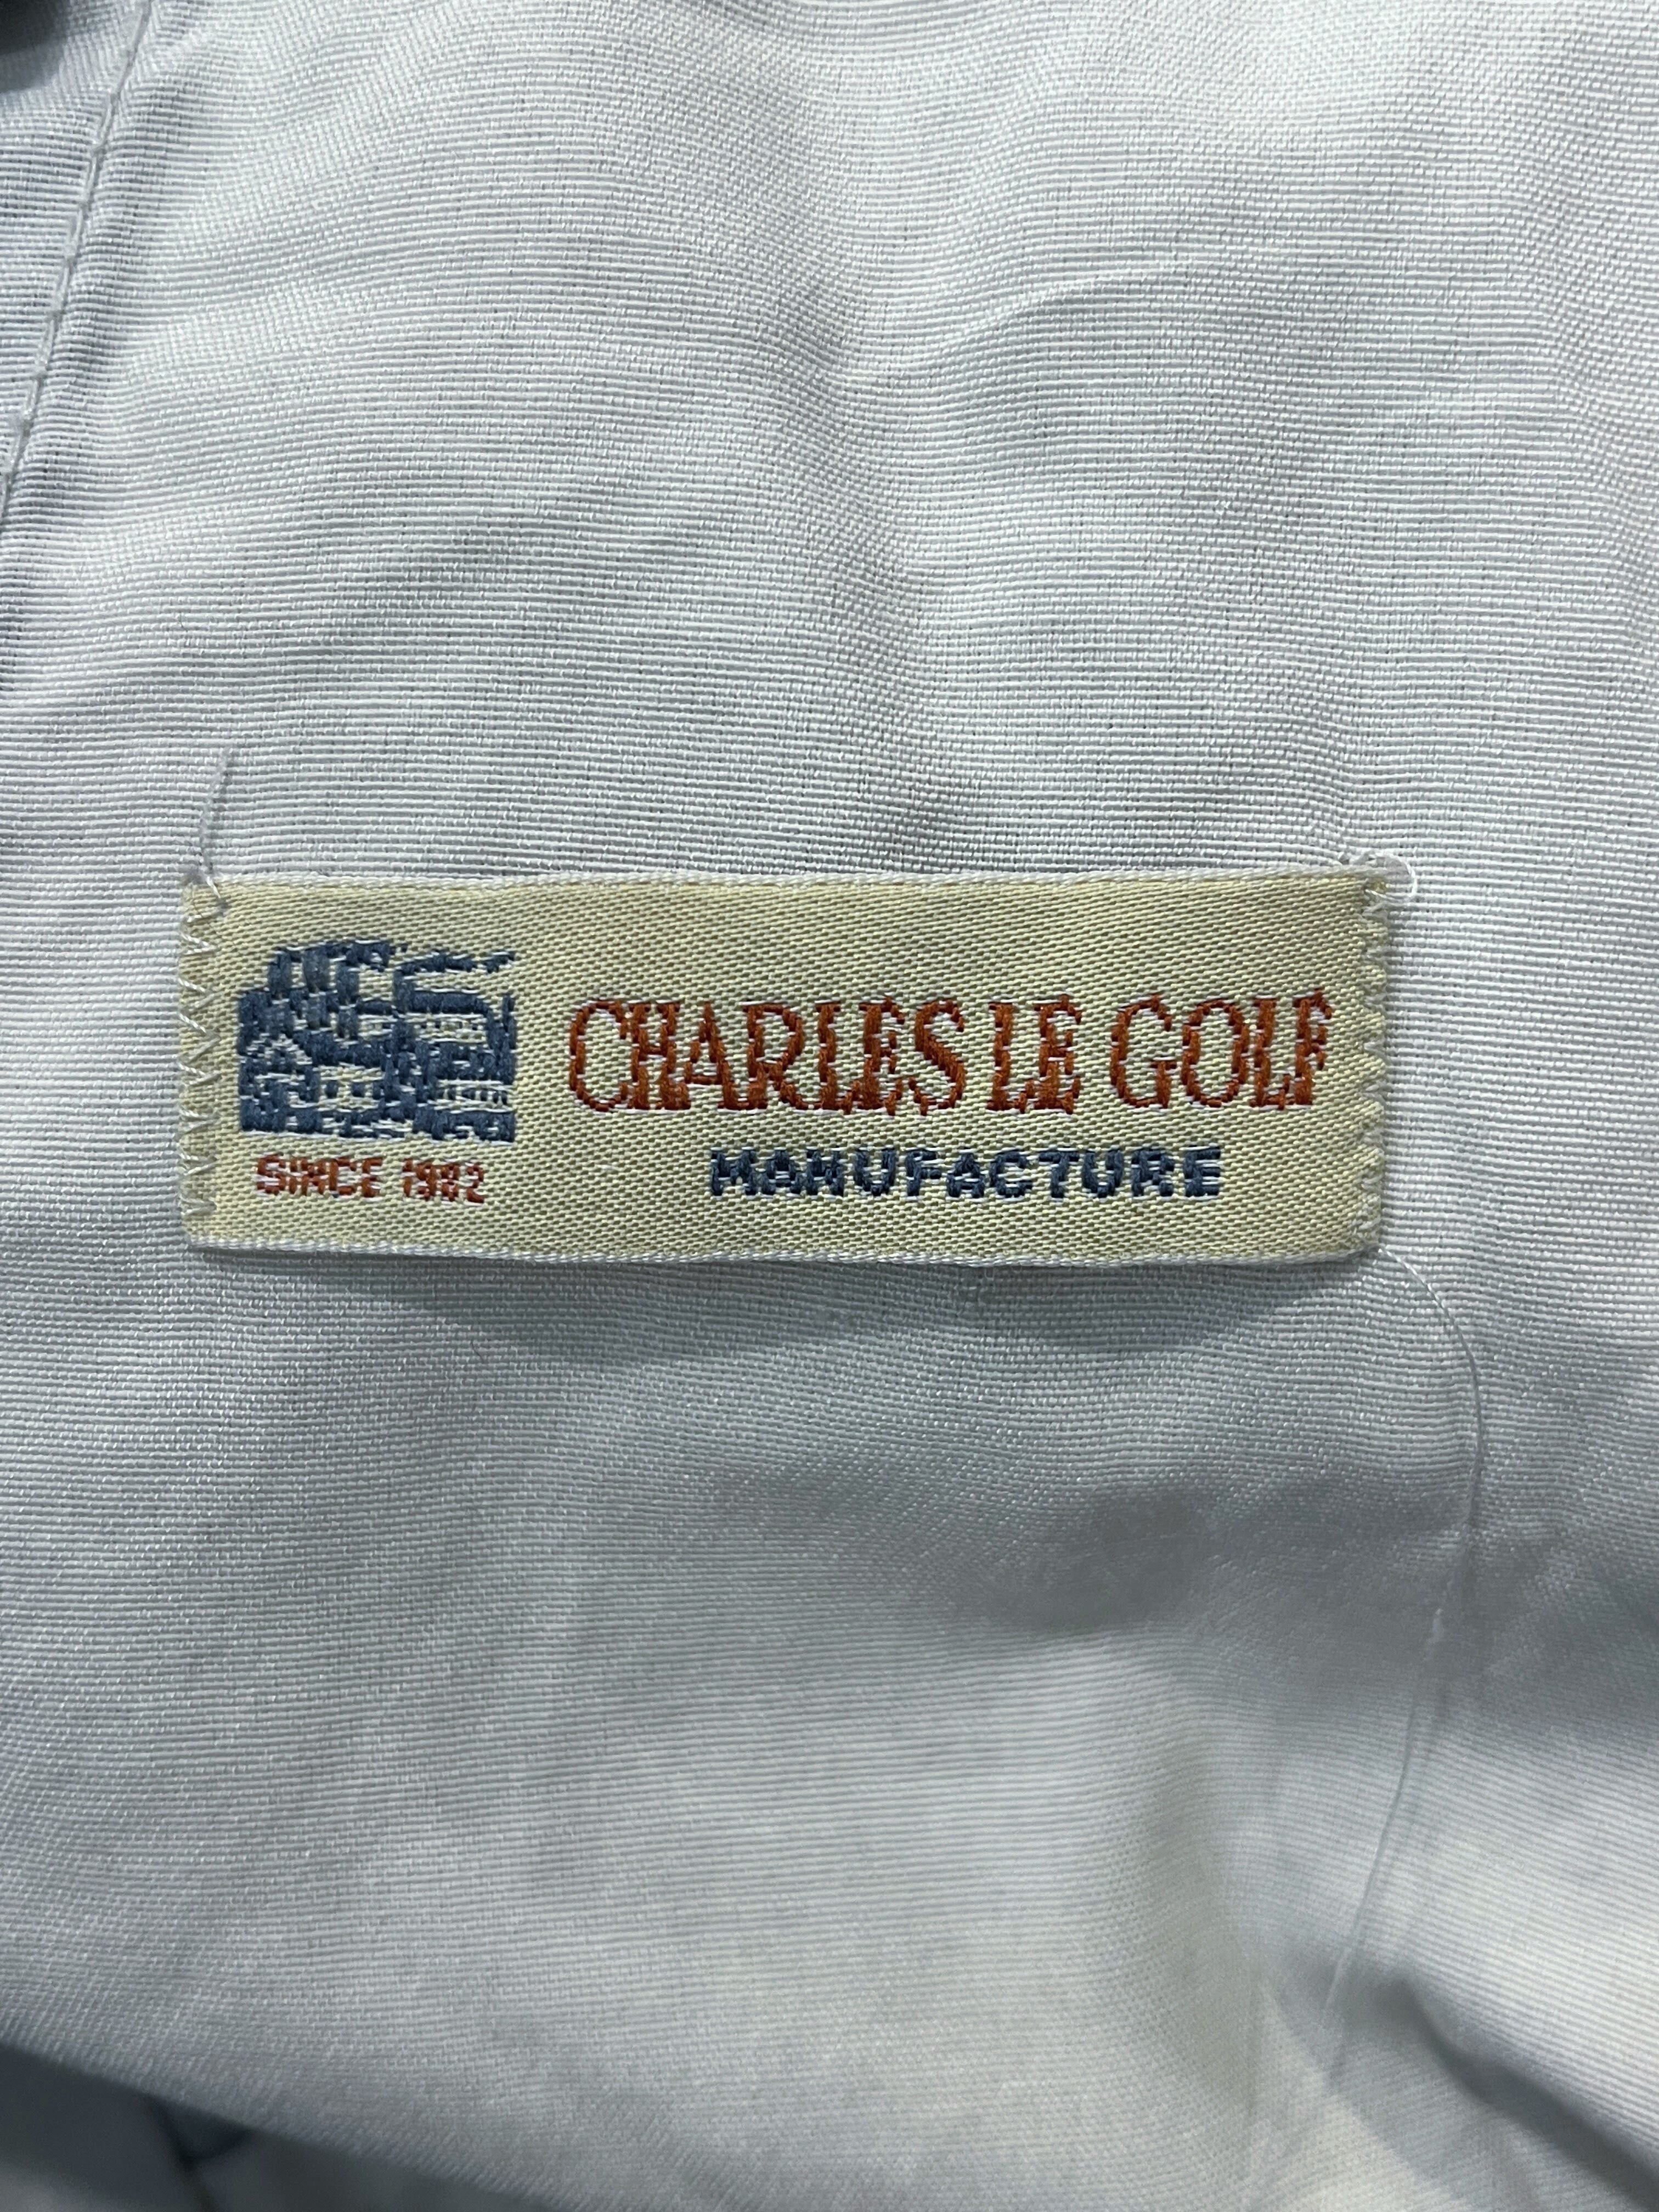 CHARLES LE GOLF
SINCE 1982
MANUFACTURE